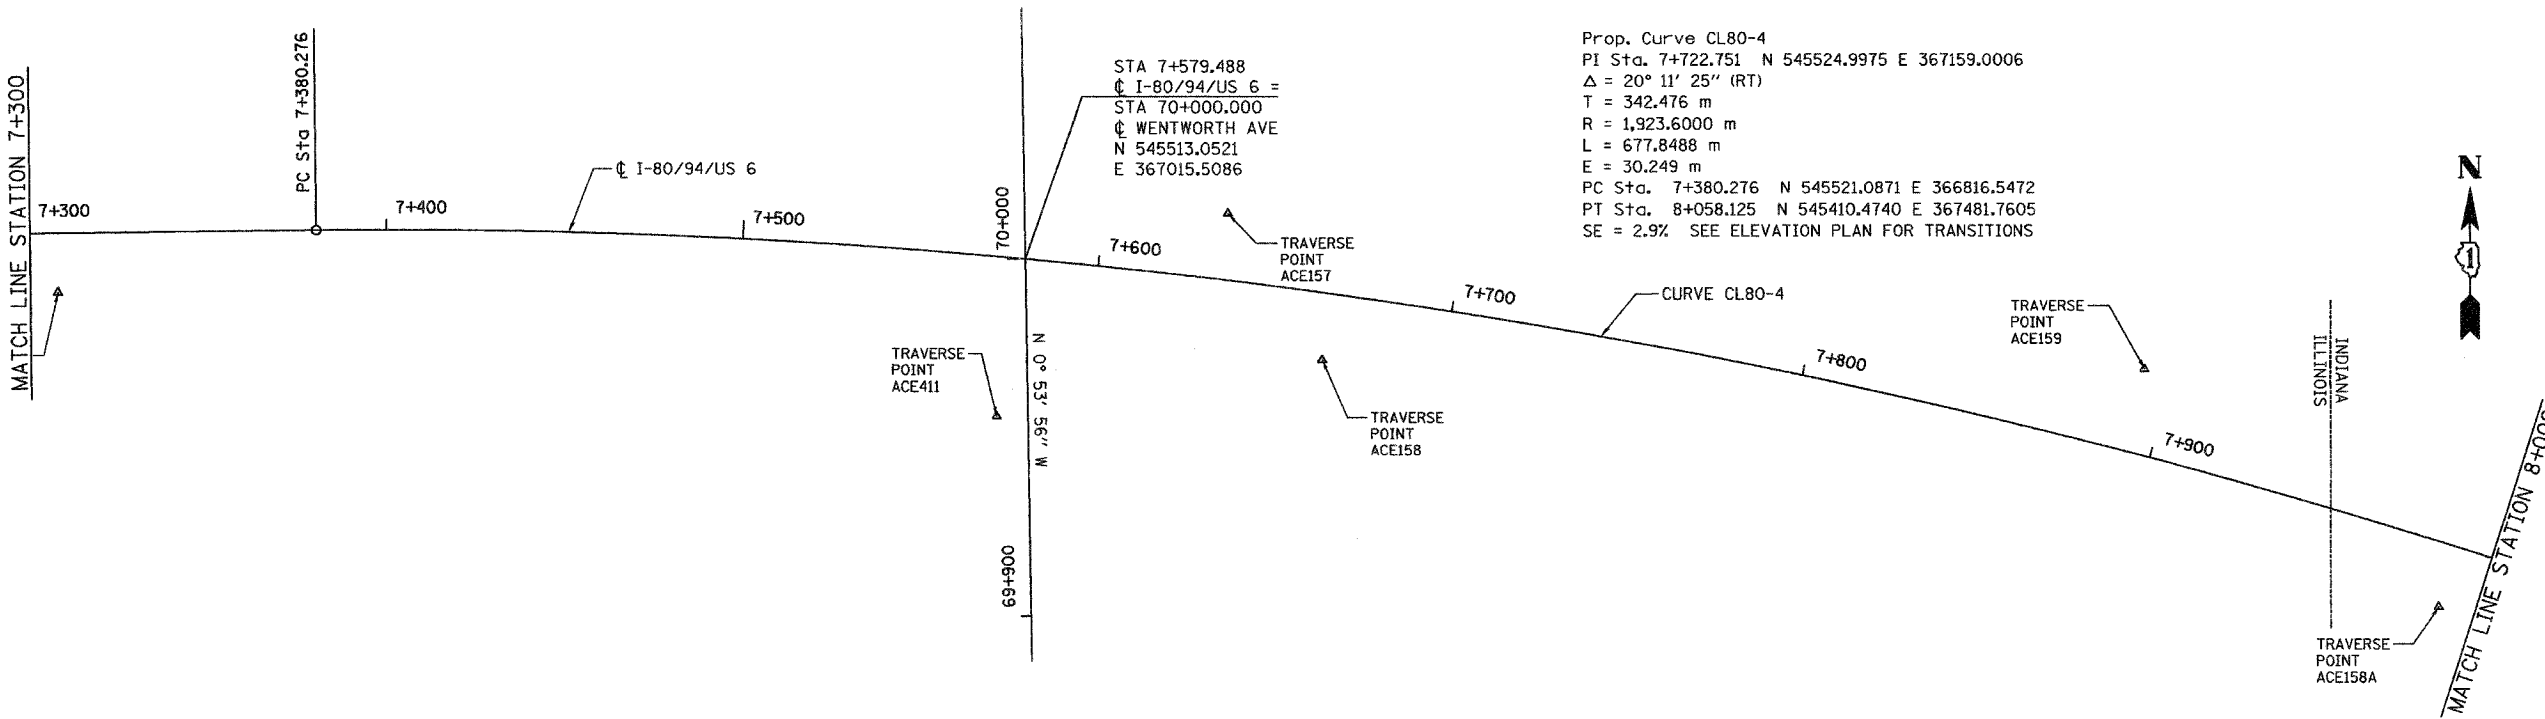 MATCH LINE STATION 7+300
7+300
PC Sta 7+380.276
7+400
℄ I-80/94/US 6
7+500
70+000
STA 7+579.488
℄ I-80/94/US 6 =
STA 70+000.000
℄ WENTWORTH AVE
N 545513.0521
E 367015.5086
7+600
TRAVERSE
POINT
ACE157
TRAVERSE
POINT
ACE411
N 0° 53' 56" W
69+900
TRAVERSE
POINT
ACE158
7+700
CURVE CL80-4
7+800
Prop. Curve CL80-4
PI Sta. 7+722.751 N 545524.9975 E 367159.0006
Δ = 20° 11' 25" (RT)
T = 342.476 m
R = 1,923.6000 m
L = 677.8488 m
E = 30.249 m
PC Sta. 7+380.276 N 545521.0871 E 366816.5472
PT Sta. 8+058.125 N 545410.4740 E 367481.7605
SE = 2.9% SEE ELEVATION PLAN FOR TRANSITIONS
TRAVERSE
POINT
ACE159
7+900
N
1
INDIANA
ILLINOIS
TRAVERSE
POINT
ACE158A
MATCH LINE STATION 8+000